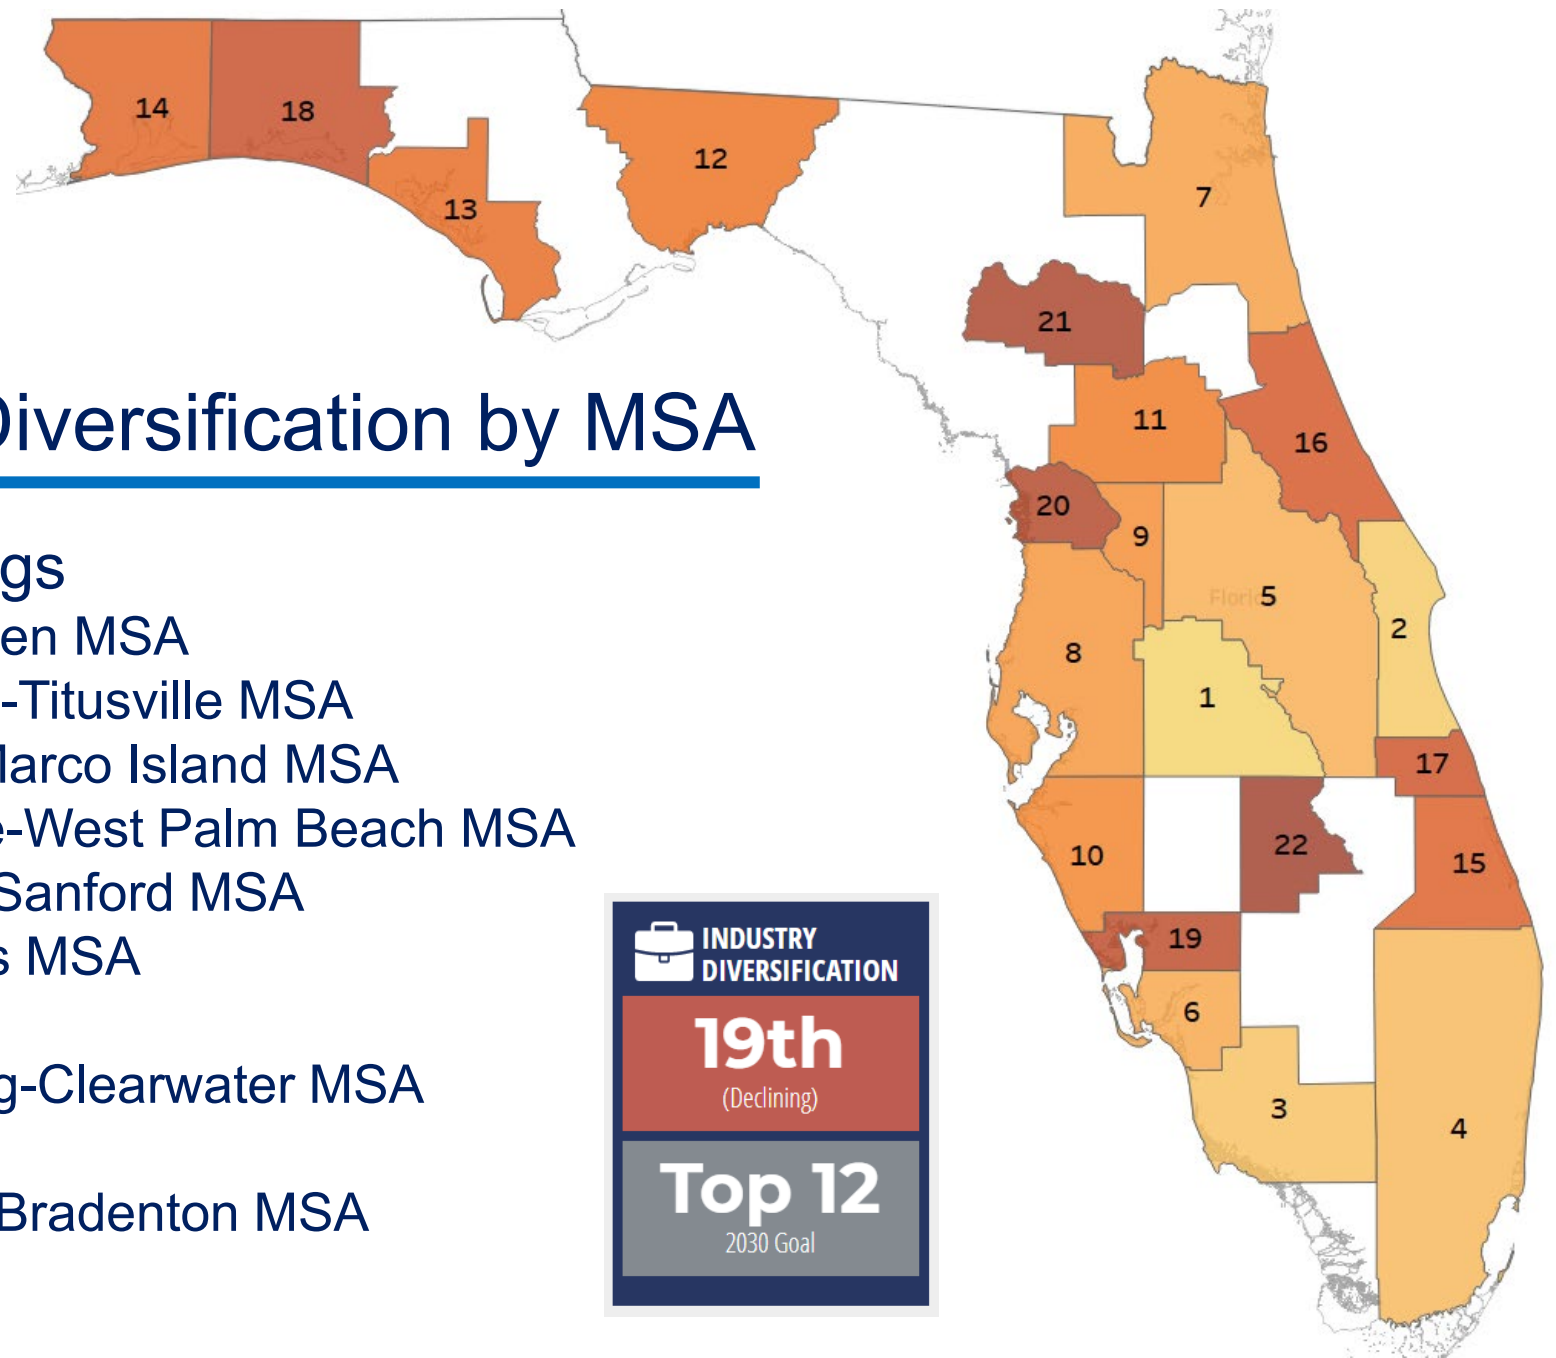 14
18
12
13
7
21
11
16
20
9
5
2
8
1
17
22
15
10
19
6
3
4
Diversification by MSA
gs
en MSA
-Titusville MSA
Marco Island MSA
e-West Palm Beach MSA
Sanford MSA
s MSA
g-Clearwater MSA
Bradenton MSA
INDUSTRY
DIVERSIFICATION
19th
(Declining)
Top 12
2030 Goal